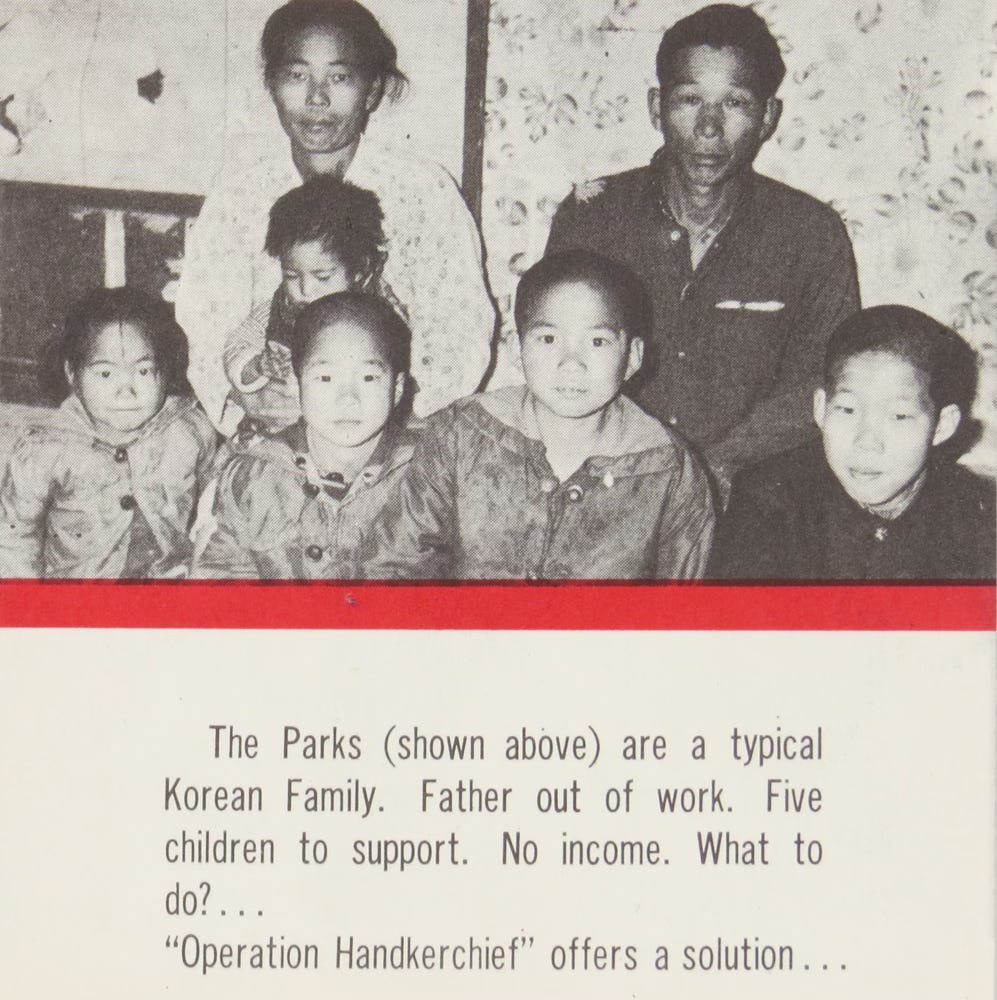 The Parks (shown above) are a typical
Korean Family. Father out of work. Five
children to support. No income. What to
do?...
“Operation Handkerchief” offers a solution...